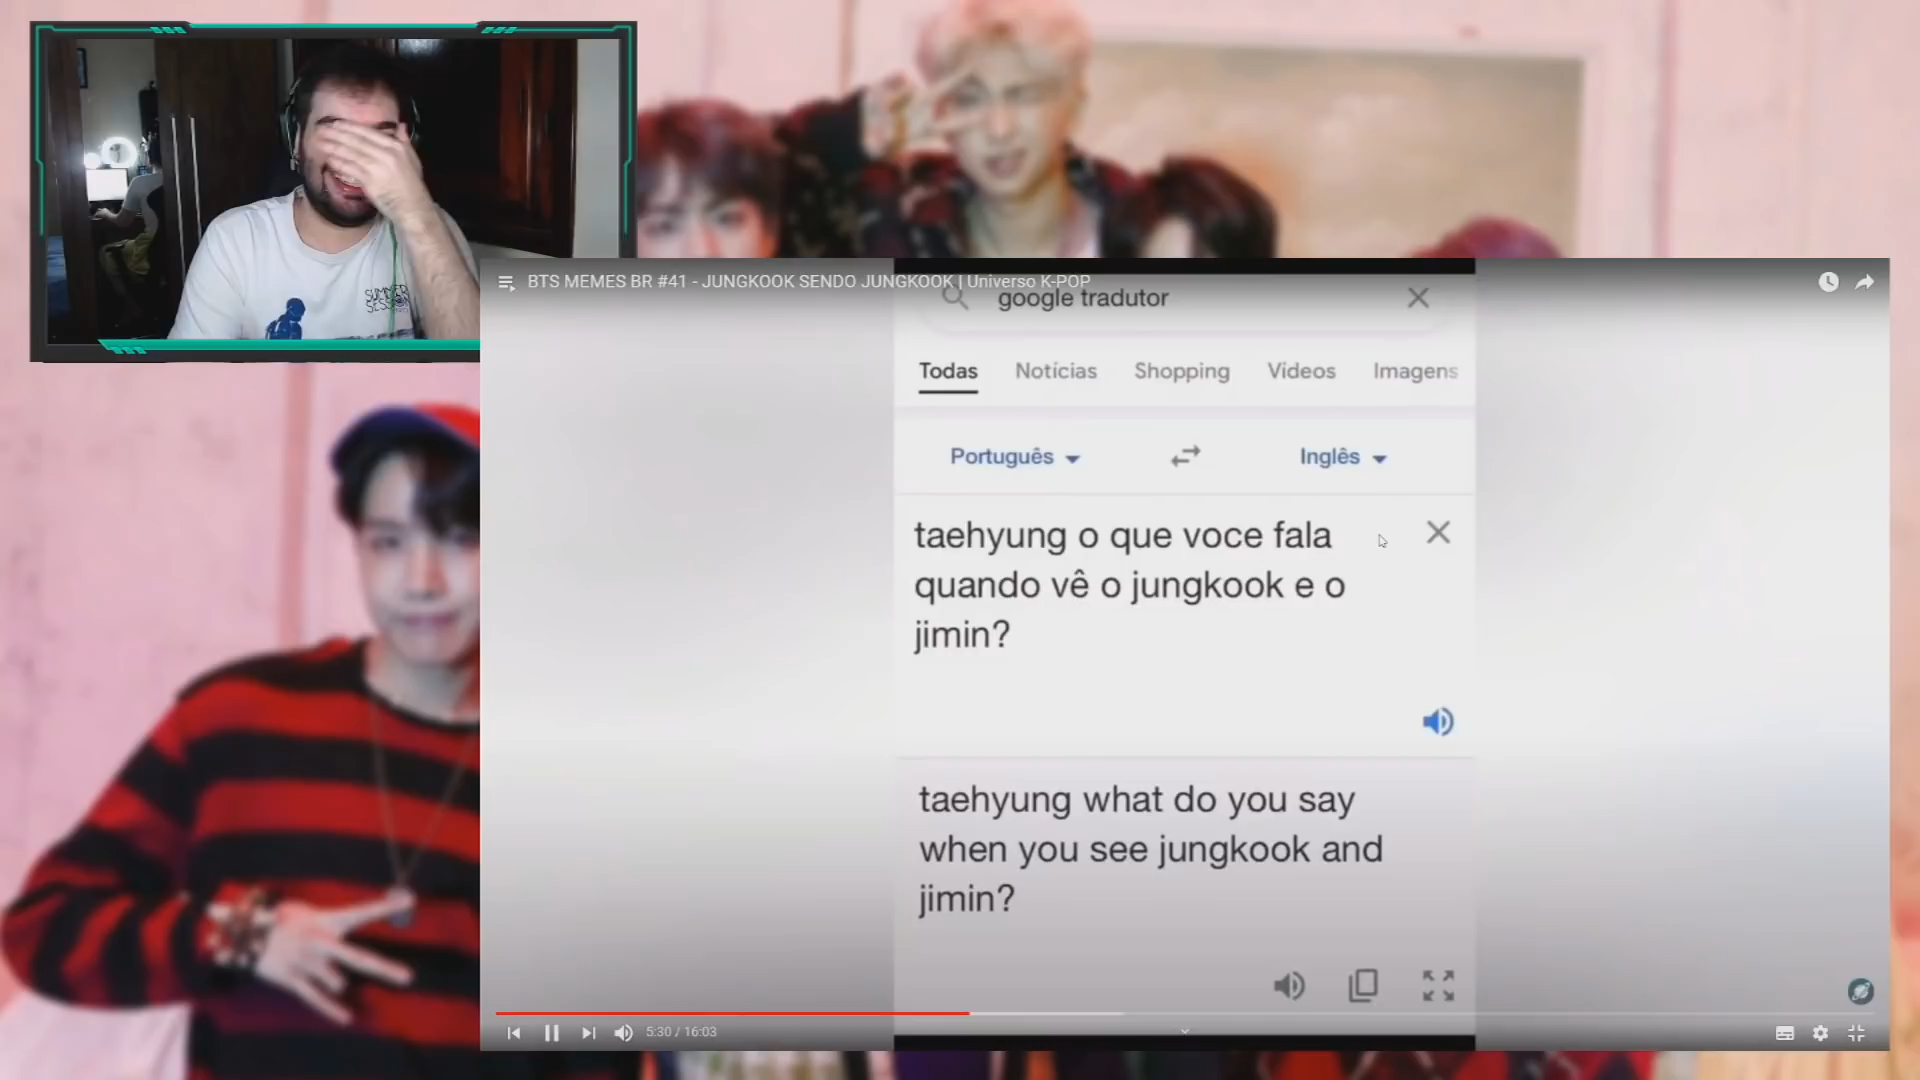 BTS MEMES BR #41 - JUNGKOOK SENDO JUNGKOOK | Universo K-POP
google tradutor
Todas Notícias Shopping Vídeos Imagens
Português Inglês
taehyung o que voce fala
quando vê o jungkook e o
jimin?
taehyung what do you say
when you see jungkook and
jimin?
5:30 / 16:03
SUMMER
SESSION